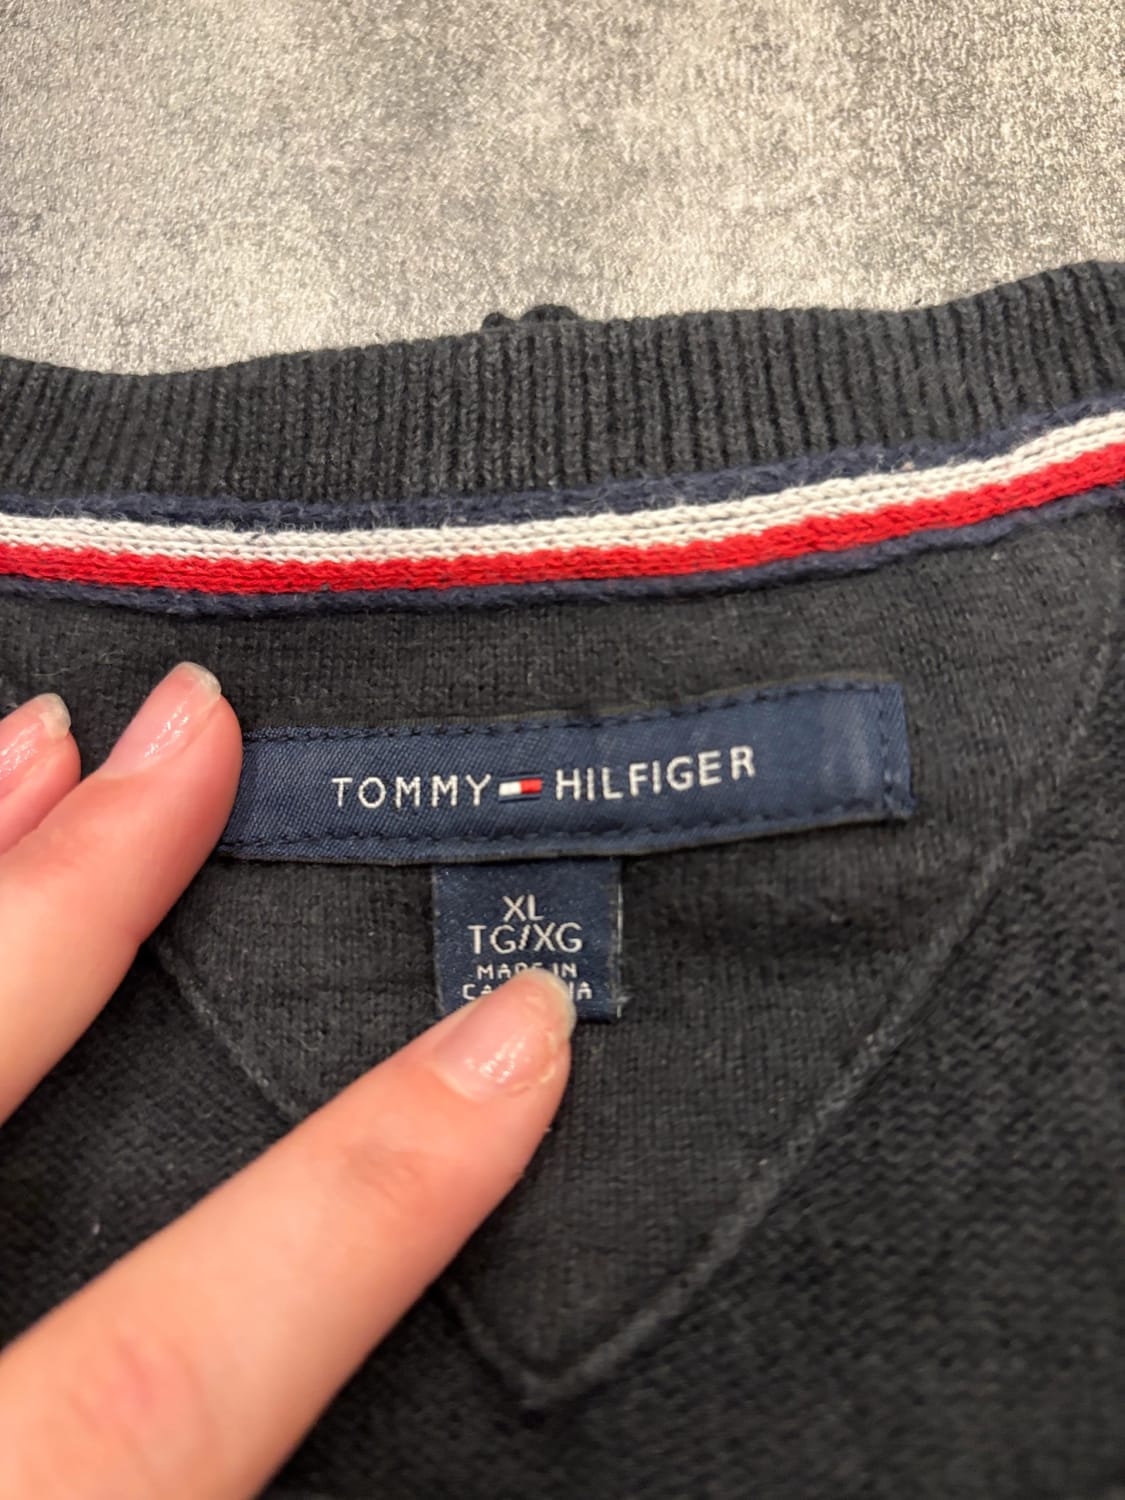 TOMMY HILFIGER
XL
TG/XG
MADE IN